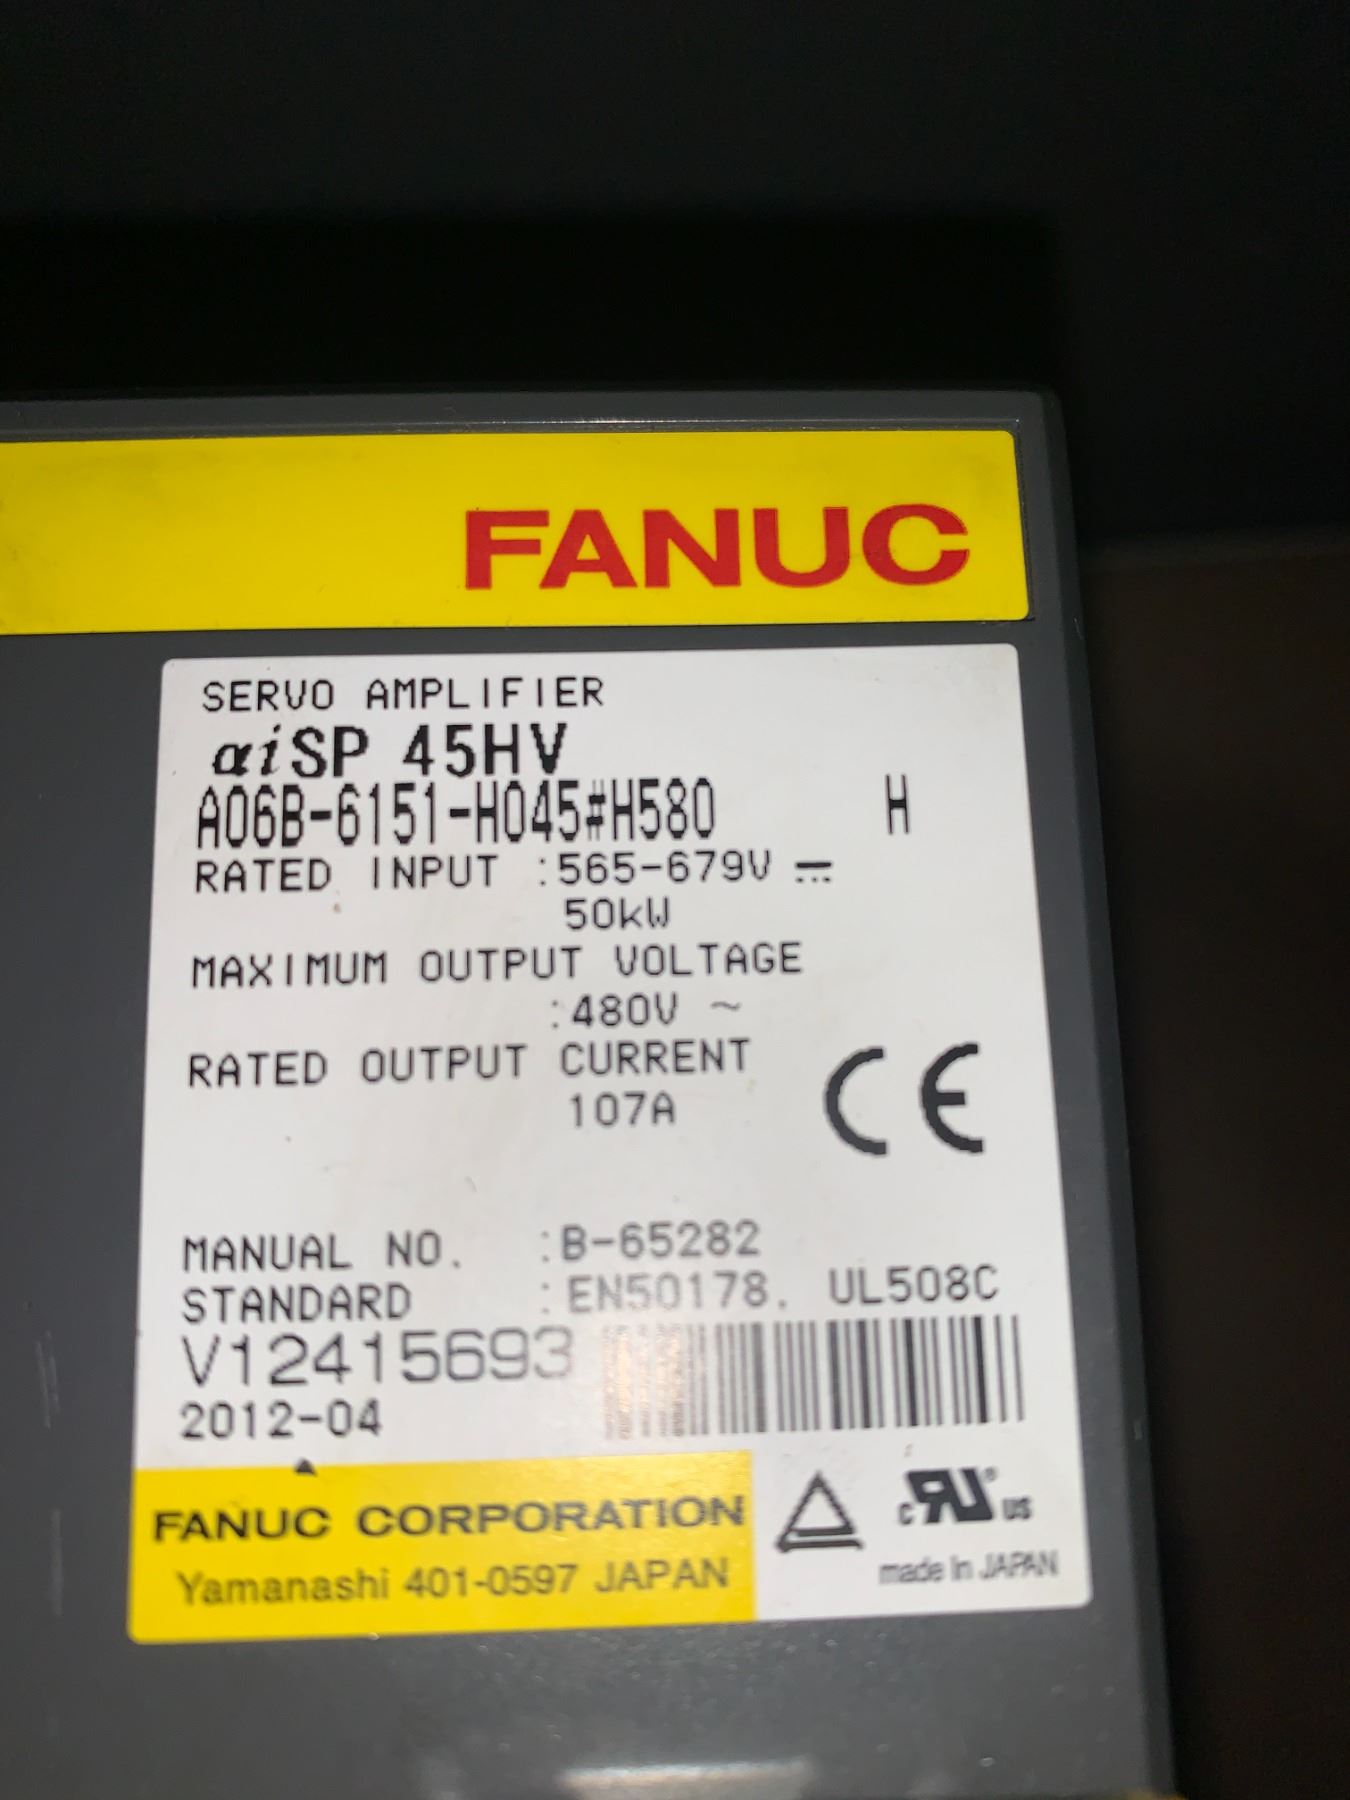 FANUC
SERVO AMPLIFIER
αiSP 45HV
A06B-6151-H045#H580 H
RATED INPUT :565-679V ⎓
50kW
MAXIMUM OUTPUT VOLTAGE
:480V ~
RATED OUTPUT CURRENT
107A
CE
MANUAL NO. :B-65282
STANDARD :EN50178. UL508C
V12415693
2012-04
FANUC CORPORATION
Yamanashi 401-0597 JAPAN
c RU® US
made In JAPAN